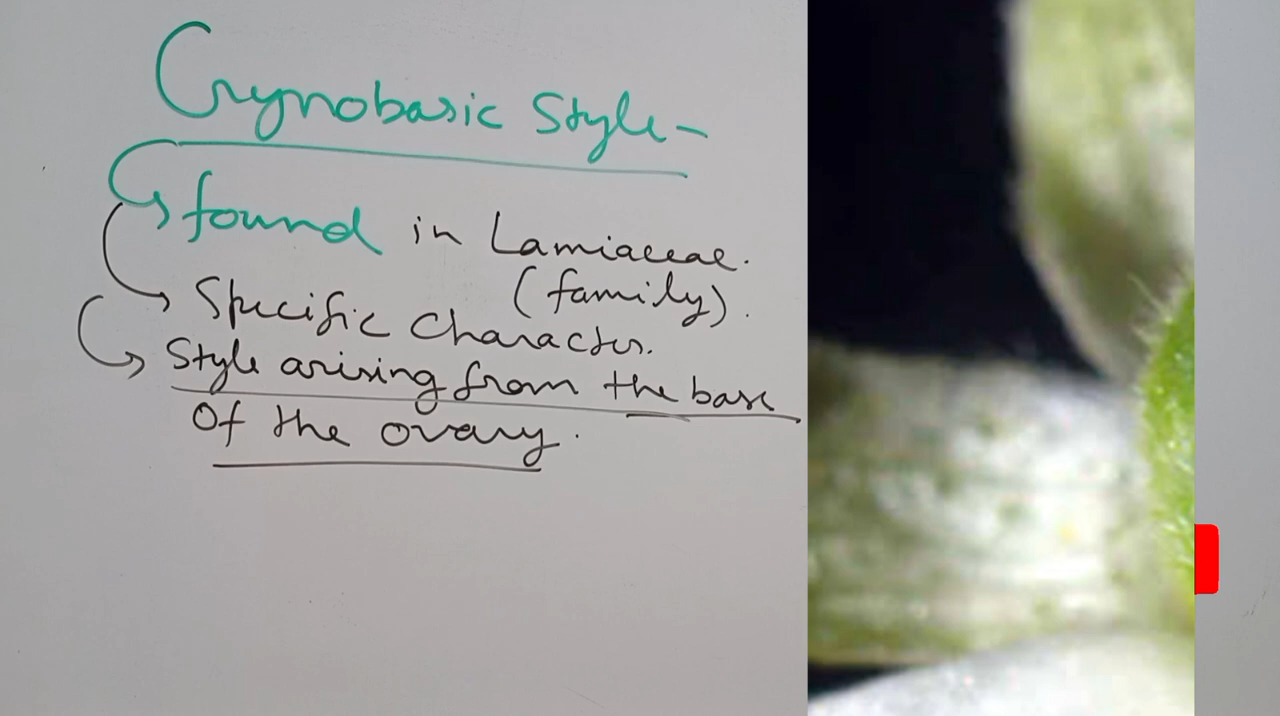 Gynobasic Style-
found in Lamiaceae.
(family).
Specific Character.
Style arising from the base
Of the ovary.